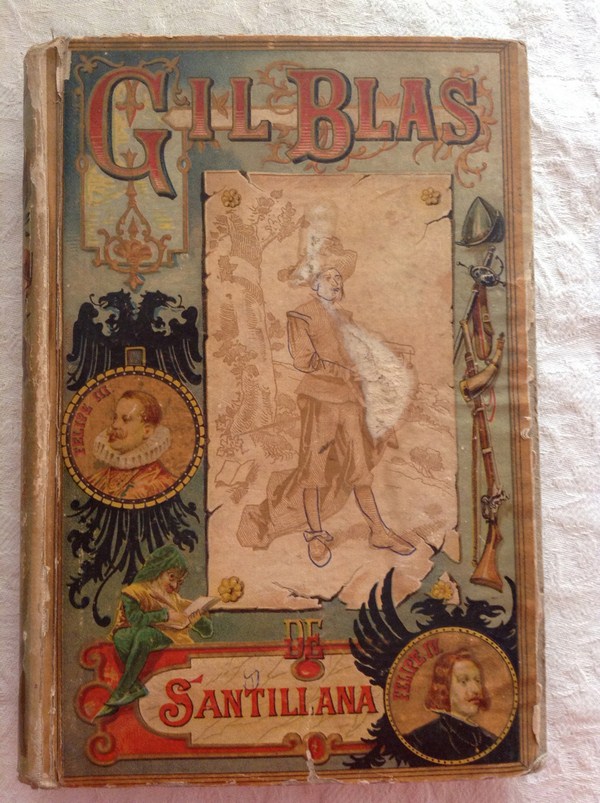 GIL BLAS
FELIPE III
DE
SANTILLANA
FELIPE IV